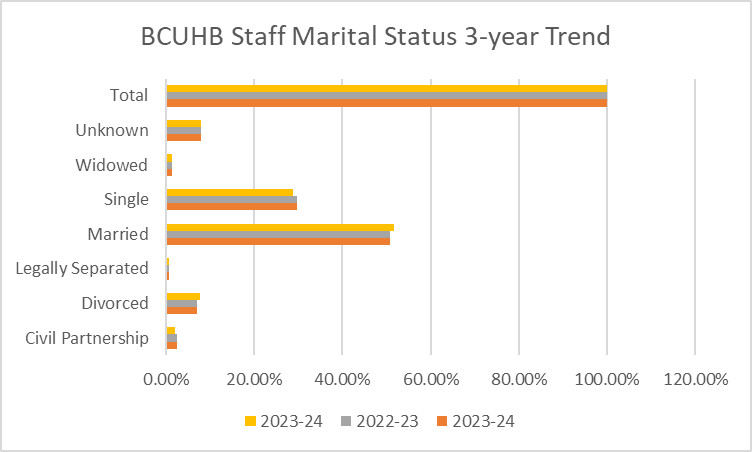 BCUHB Staff Marital Status 3-year Trend
Total
Unknown
Widowed
Single
Married
Legally Separated
Divorced
Civil Partnership
0.00% 20.00% 40.00% 60.00% 80.00% 100.00% 120.00%
2023-24 2022-23 2023-24